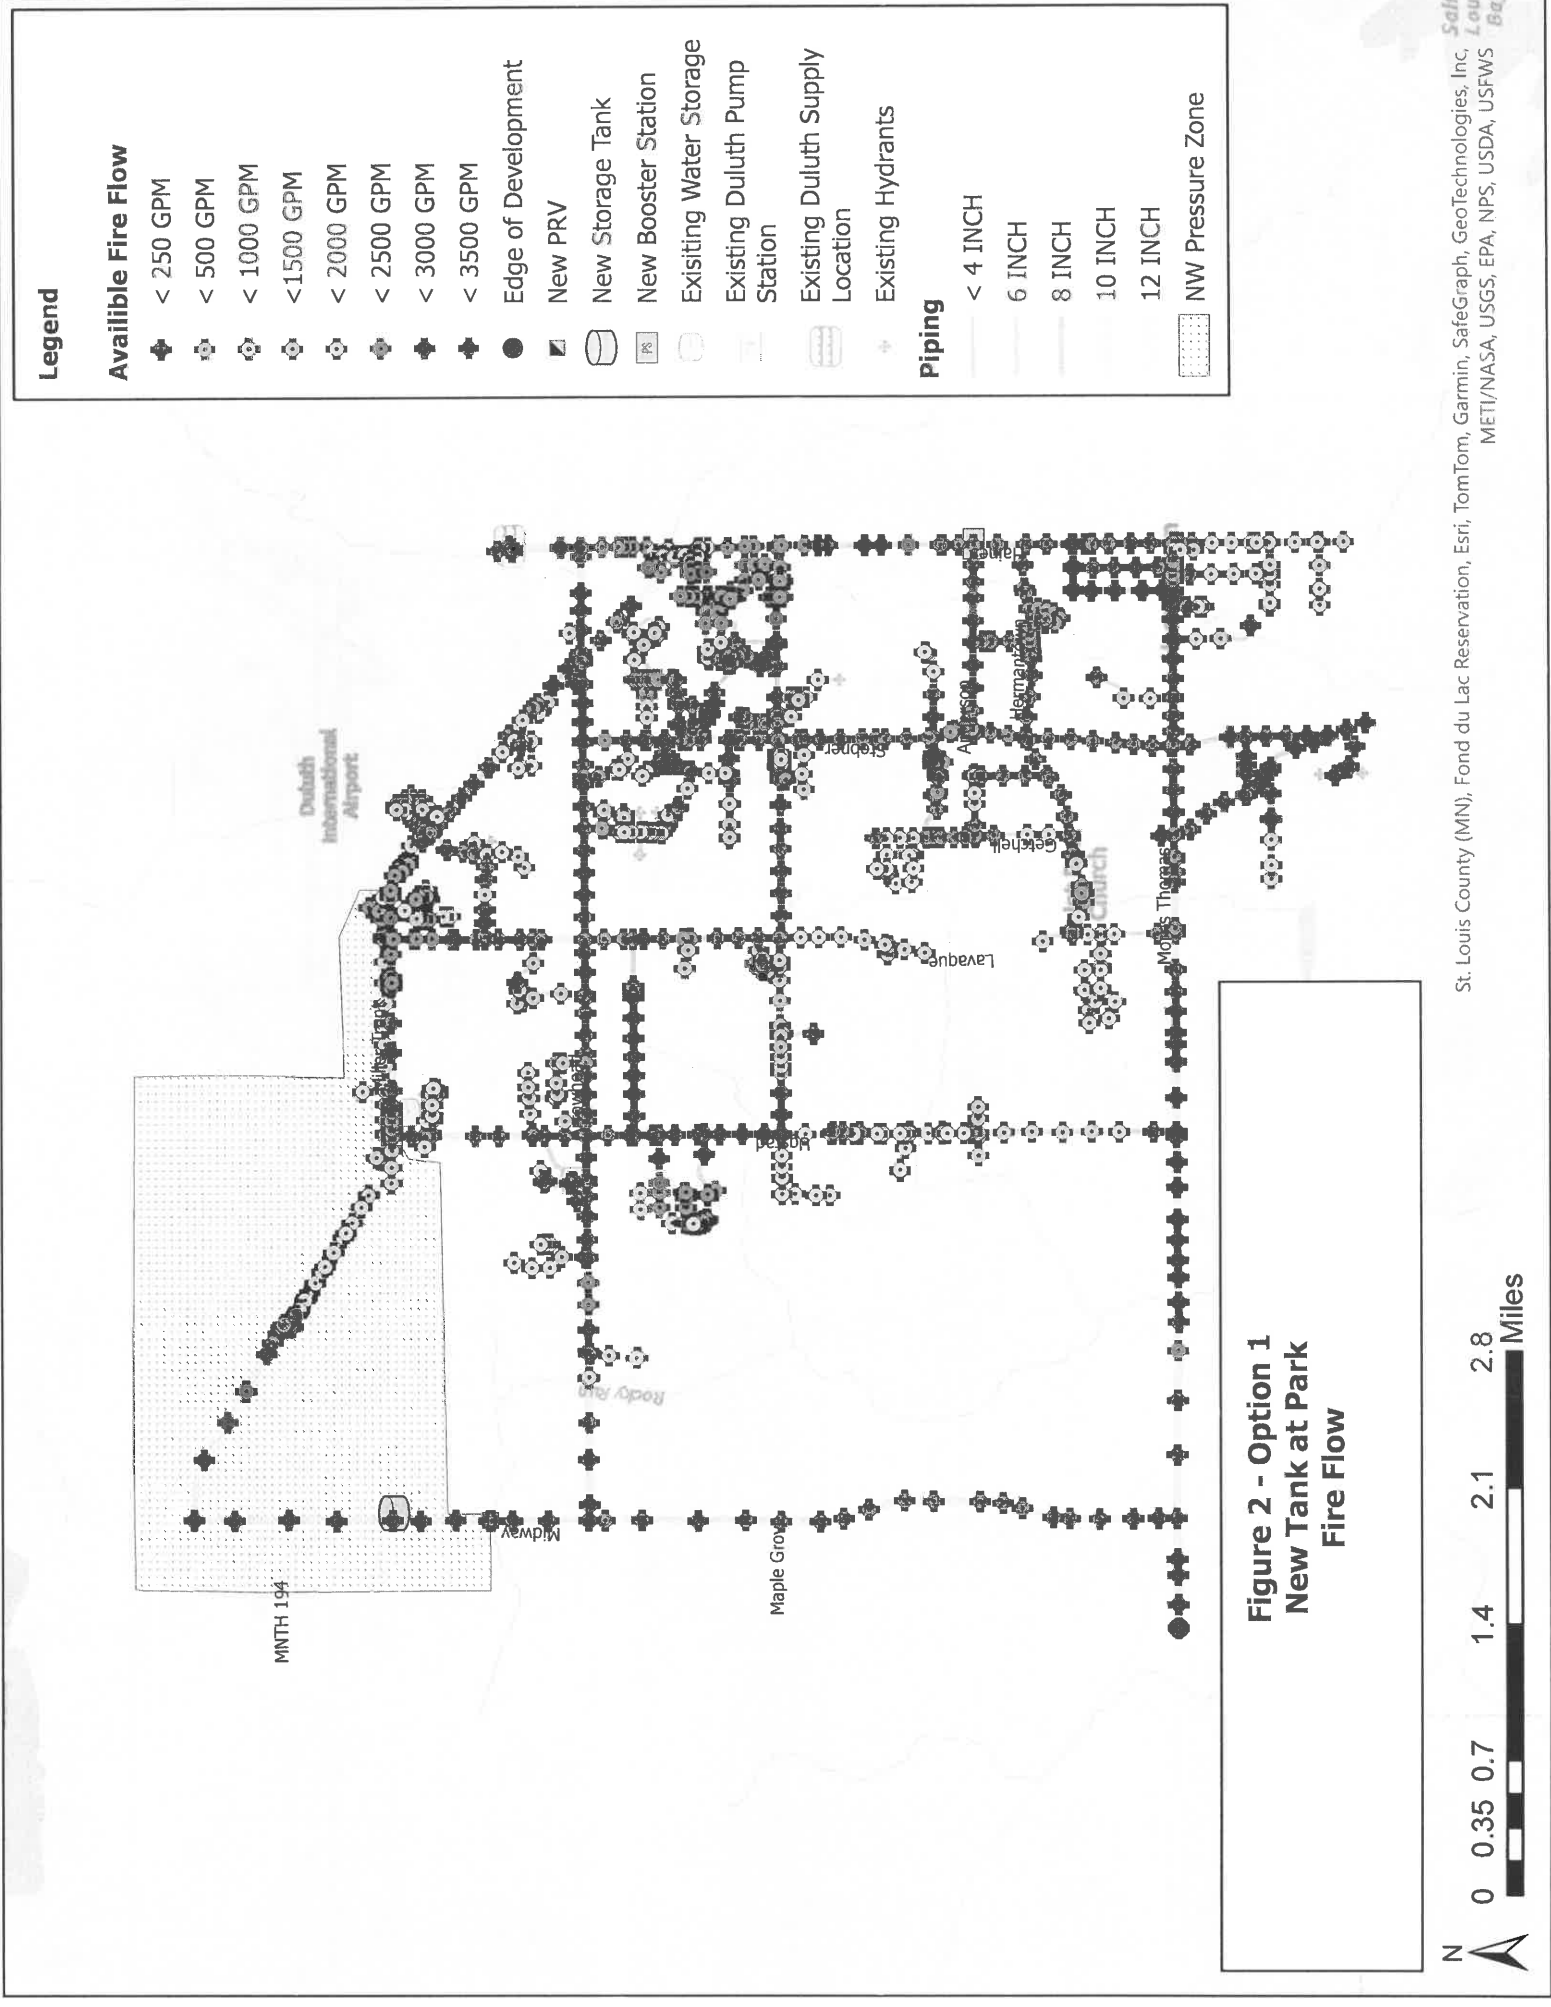 Legend
Availible Fire Flow
< 250 GPM
< 500 GPM
< 1000 GPM
<1500 GPM
< 2000 GPM
< 2500 GPM
< 3000 GPM
< 3500 GPM
Edge of Development
New PRV
New Storage Tank
PS
New Booster Station
Exisiting Water Storage
Existing Duluth Pump
Station
Existing Duluth Supply
Location
Existing Hydrants
Piping
< 4 INCH
6 INCH
8 INCH
10 INCH
12 INCH
NW Pressure Zone
Duluth
International
Airport
MNTH 194
Midway
Rocky Run
Maple Grov
Ugstad
Lavaque
Stebner
Getchell
Hermantown
Haines
Church
Morris Thomas
Figure 2 - Option 1
New Tank at Park
Fire Flow
N
0 0.35 0.7 1.4 2.1 2.8
Miles
St. Louis County (MN), Fond du Lac Reservation, Esri, TomTom, Garmin, SafeGraph, GeoTechnologies, Inc,
METI/NASA, USGS, EPA, NPS, USDA, USFWS